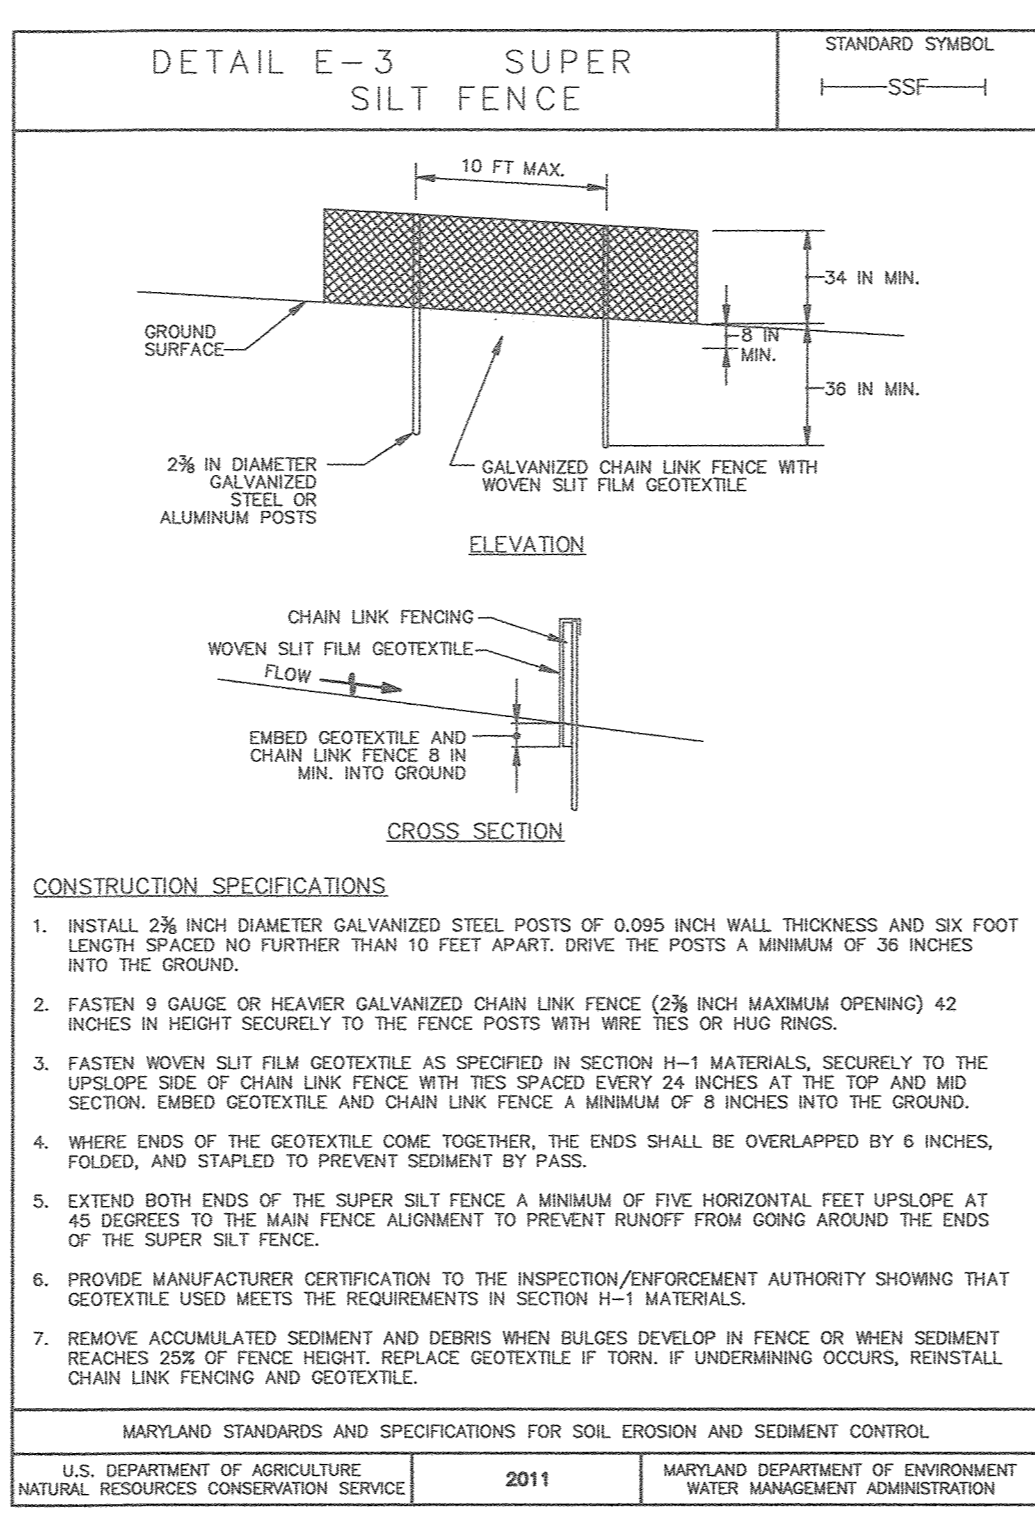 DETAIL E-3 SUPER
SILT FENCE
STANDARD SYMBOL
SSF
10 FT MAX.
34 IN MIN.
GROUND
SURFACE
8 IN
MIN.
36 IN MIN.
2⅜ IN DIAMETER
GALVANIZED
STEEL OR
ALUMINUM POSTS
GALVANIZED CHAIN LINK FENCE WITH
WOVEN SLIT FILM GEOTEXTILE
ELEVATION
CHAIN LINK FENCING
WOVEN SLIT FILM GEOTEXTILE
FLOW
EMBED GEOTEXTILE AND
CHAIN LINK FENCE 8 IN
MIN. INTO GROUND
CROSS SECTION
CONSTRUCTION SPECIFICATIONS
1. INSTALL 2⅜ INCH DIAMETER GALVANIZED STEEL POSTS OF 0.095 INCH WALL THICKNESS AND SIX FOOT
LENGTH SPACED NO FURTHER THAN 10 FEET APART. DRIVE THE POSTS A MINIMUM OF 36 INCHES
INTO THE GROUND.
2. FASTEN 9 GAUGE OR HEAVIER GALVANIZED CHAIN LINK FENCE (2⅜ INCH MAXIMUM OPENING) 42
INCHES IN HEIGHT SECURELY TO THE FENCE POSTS WITH WIRE TIES OR HUG RINGS.
3. FASTEN WOVEN SLIT FILM GEOTEXTILE AS SPECIFIED IN SECTION H-1 MATERIALS, SECURELY TO THE
UPSLOPE SIDE OF CHAIN LINK FENCE WITH TIES SPACED EVERY 24 INCHES AT THE TOP AND MID
SECTION. EMBED GEOTEXTILE AND CHAIN LINK FENCE A MINIMUM OF 8 INCHES INTO THE GROUND.
4. WHERE ENDS OF THE GEOTEXTILE COME TOGETHER, THE ENDS SHALL BE OVERLAPPED BY 6 INCHES,
FOLDED, AND STAPLED TO PREVENT SEDIMENT BY PASS.
5. EXTEND BOTH ENDS OF THE SUPER SILT FENCE A MINIMUM OF FIVE HORIZONTAL FEET UPSLOPE AT
45 DEGREES TO THE MAIN FENCE ALIGNMENT TO PREVENT RUNOFF FROM GOING AROUND THE ENDS
OF THE SUPER SILT FENCE.
6. PROVIDE MANUFACTURER CERTIFICATION TO THE INSPECTION/ENFORCEMENT AUTHORITY SHOWING THAT
GEOTEXTILE USED MEETS THE REQUIREMENTS IN SECTION H-1 MATERIALS.
7. REMOVE ACCUMULATED SEDIMENT AND DEBRIS WHEN BULGES DEVELOP IN FENCE OR WHEN SEDIMENT
REACHES 25% OF FENCE HEIGHT. REPLACE GEOTEXTILE IF TORN. IF UNDERMINING OCCURS, REINSTALL
CHAIN LINK FENCING AND GEOTEXTILE.
MARYLAND STANDARDS AND SPECIFICATIONS FOR SOIL EROSION AND SEDIMENT CONTROL
U.S. DEPARTMENT OF AGRICULTURE
NATURAL RESOURCES CONSERVATION SERVICE
2011
MARYLAND DEPARTMENT OF ENVIRONMENT
WATER MANAGEMENT ADMINISTRATION